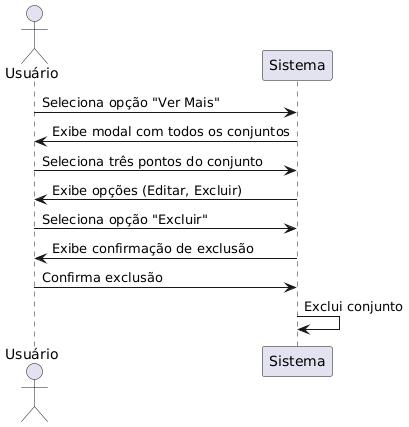 Usuário
Sistema
Seleciona opção "Ver Mais"
Exibe modal com todos os conjuntos
Seleciona três pontos do conjunto
Exibe opções (Editar, Excluir)
Seleciona opção "Excluir"
Exibe confirmação de exclusão
Confirma exclusão
Exclui conjunto
Usuário
Sistema